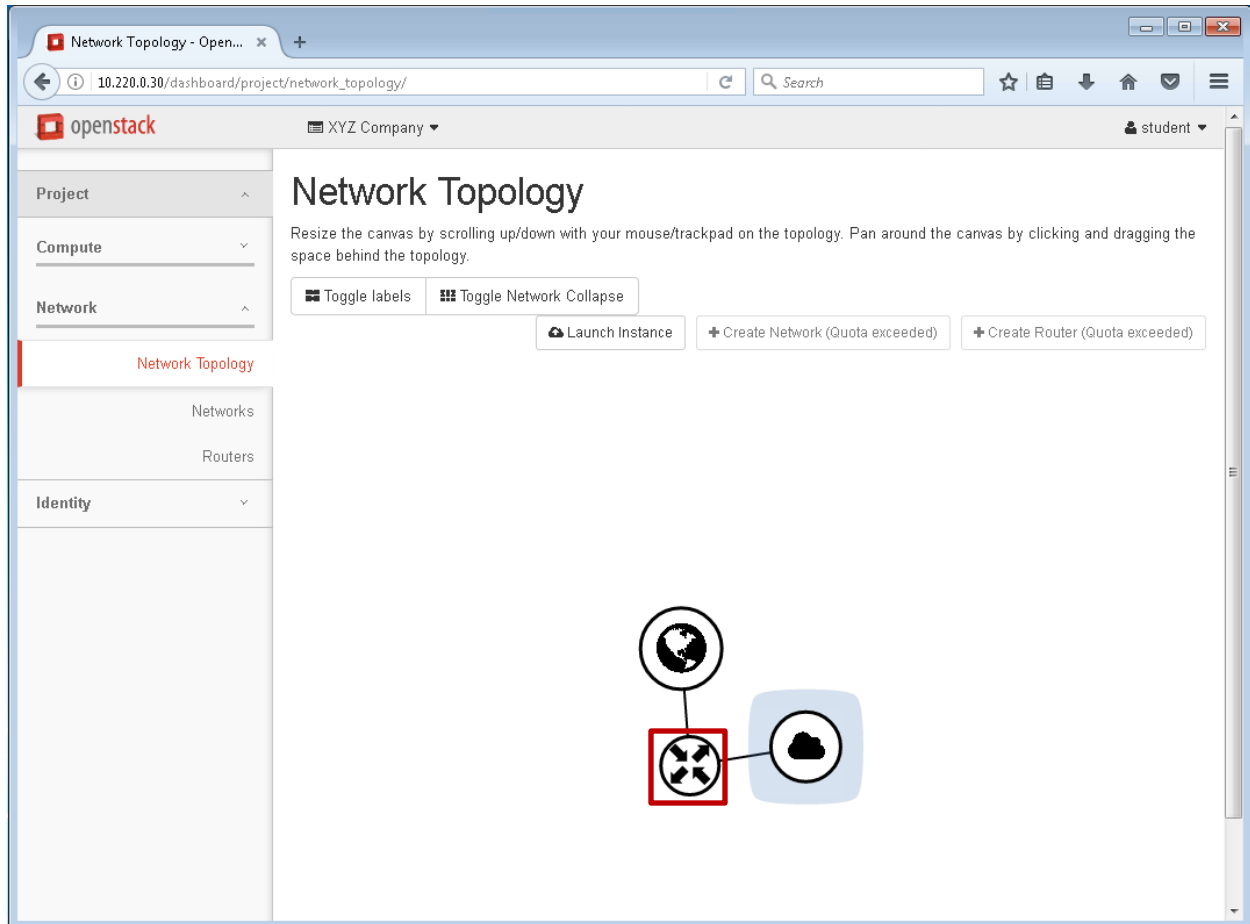 Network Topology - Open...
10.220.0.30/dashboard/project/network_topology/
Search
openstack
XYZ Company
student
Project
Compute
Network
Network Topology
Networks
Routers
Identity
Network Topology
Resize the canvas by scrolling up/down with your mouse/trackpad on the topology. Pan around the canvas by clicking and dragging the
space behind the topology.
Toggle labels
Toggle Network Collapse
Launch Instance
Create Network (Quota exceeded)
Create Router (Quota exceeded)